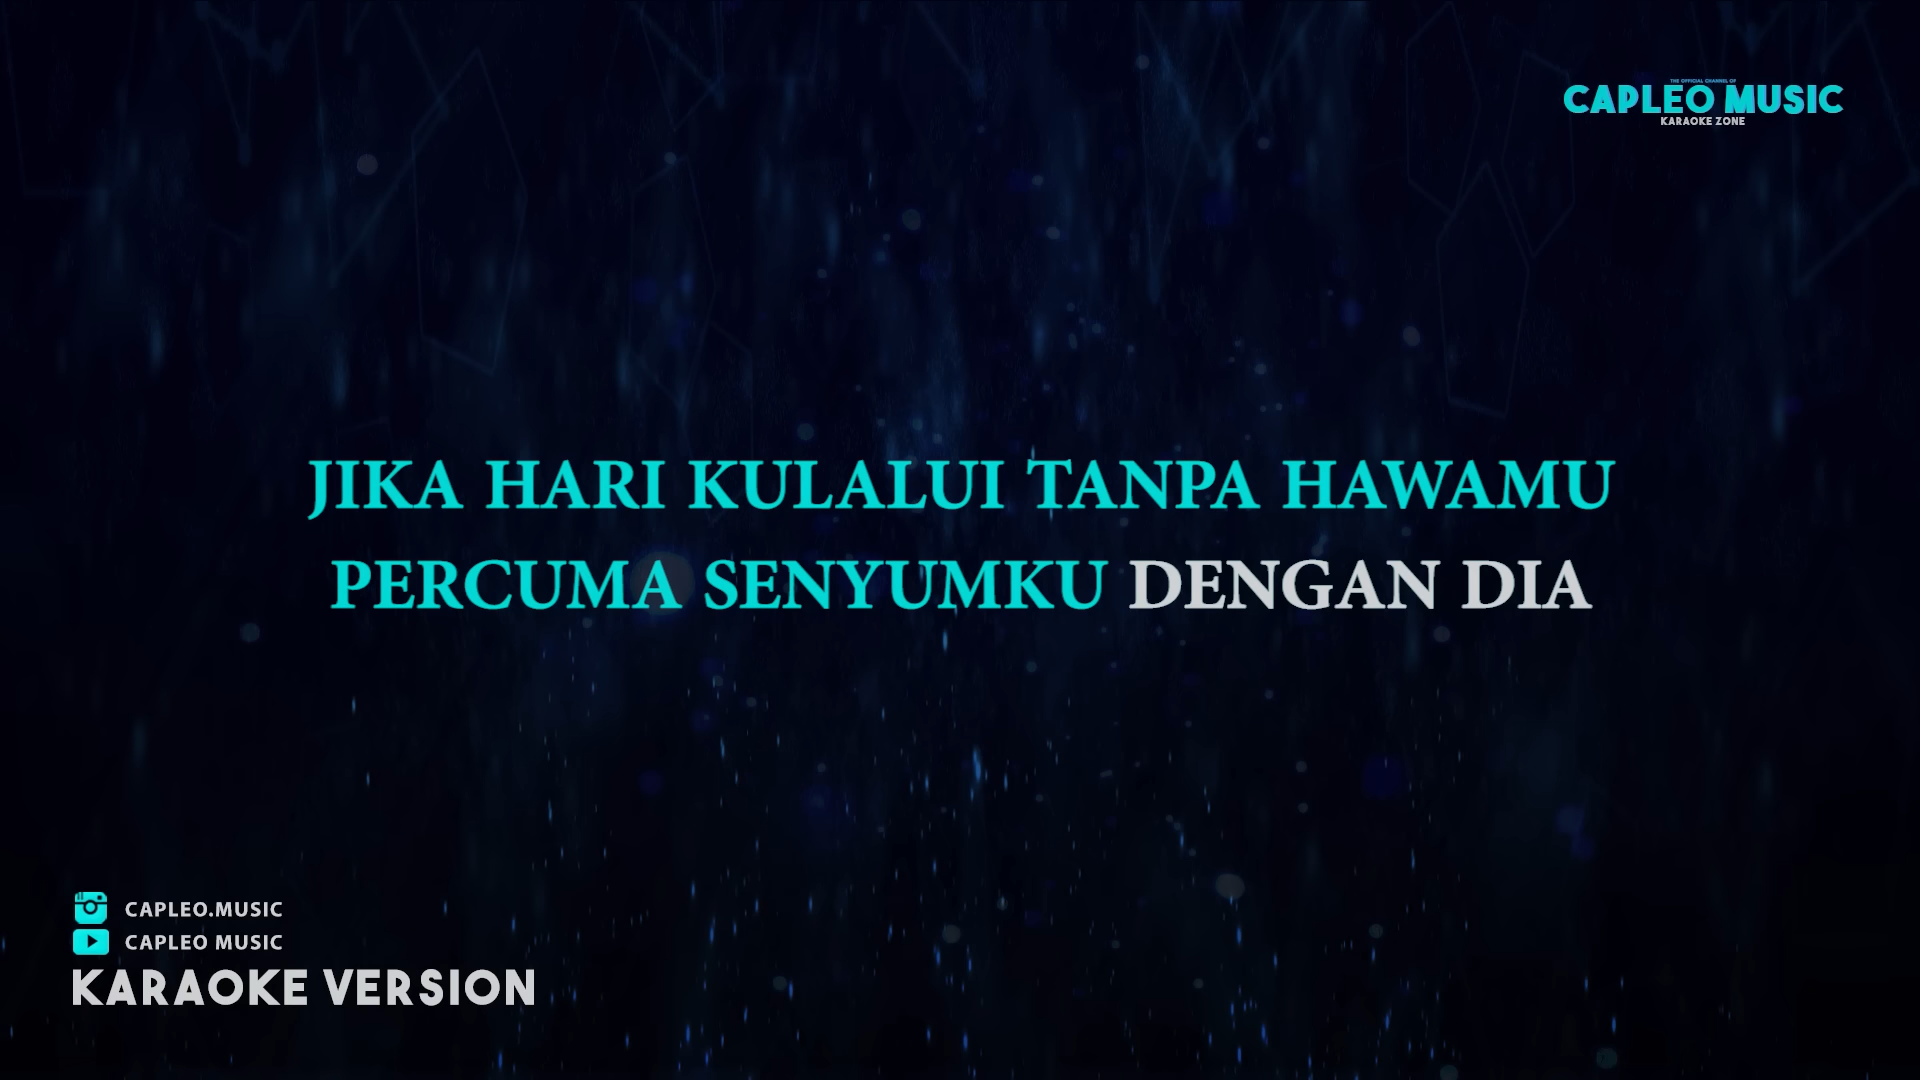 THE OFFICIAL CHANNEL OF
CAPLEO MUSIC
KARAOKE ZONE
JIKA HARI KULALUI TANPA HAWAMU
PERCUMA SENYUMKU DENGAN DIA
CAPLEO.MUSIC
CAPLEO MUSIC
KARAOKE VERSION